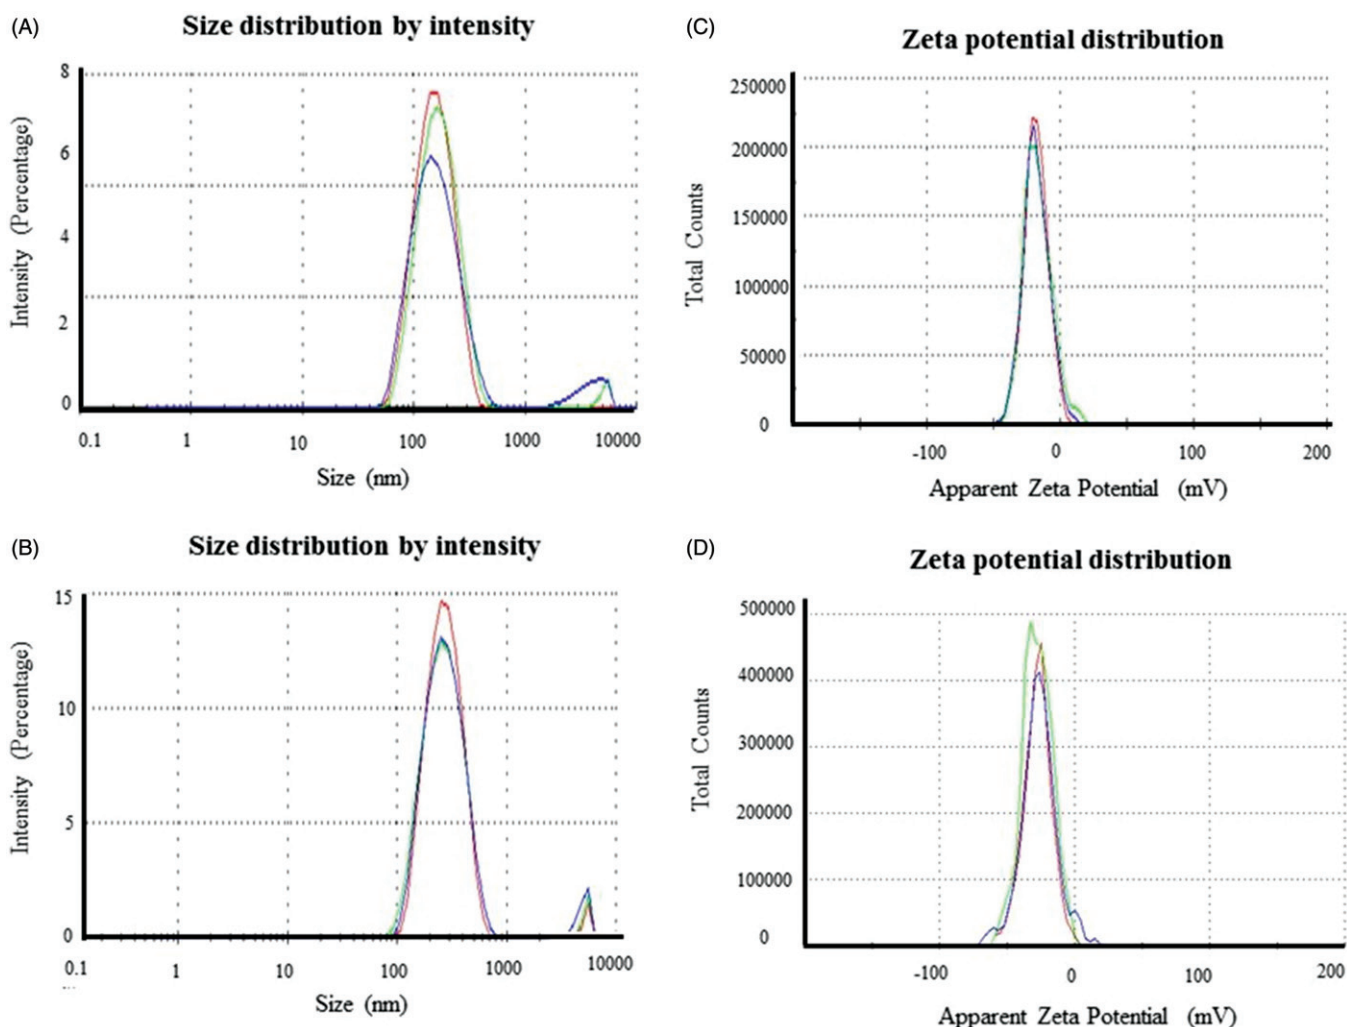 (A)
Size distribution by intensity
8
6
4
2
0
Intensity (Percentage)
0.1 1 10 100 1000 10000
Size (nm)
(C)
Zeta potential distribution
250000
200000
150000
100000
50000
0
Total Counts
-100 0 100 200
Apparent Zeta Potential (mV)
(B)
Size distribution by intensity
15
10
5
0
Intensity (Percentage)
0.1 1 10 100 1000 10000
Size (nm)
(D)
Zeta potential distribution
500000
400000
300000
200000
100000
0
Total Counts
-100 0 100 200
Apparent Zeta Potential (mV)